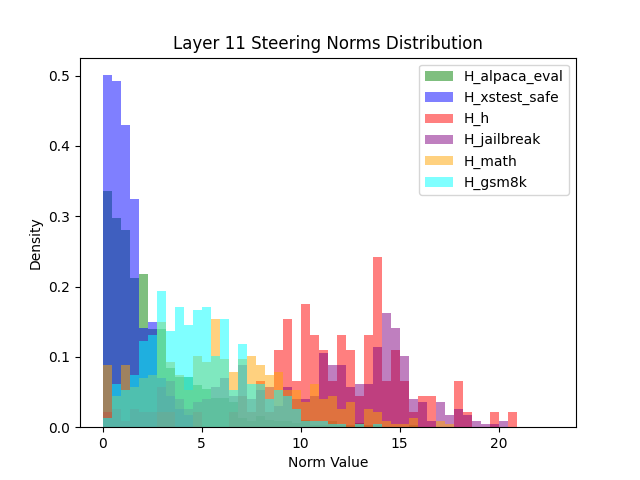 Layer 11 Steering Norms Distribution
H_alpaca_eval
H_xstest_safe
H_h
H_jailbreak
H_math
H_gsm8k
Density
0.5
0.4
0.3
0.2
0.1
0.0
0
5
10
15
20
Norm Value